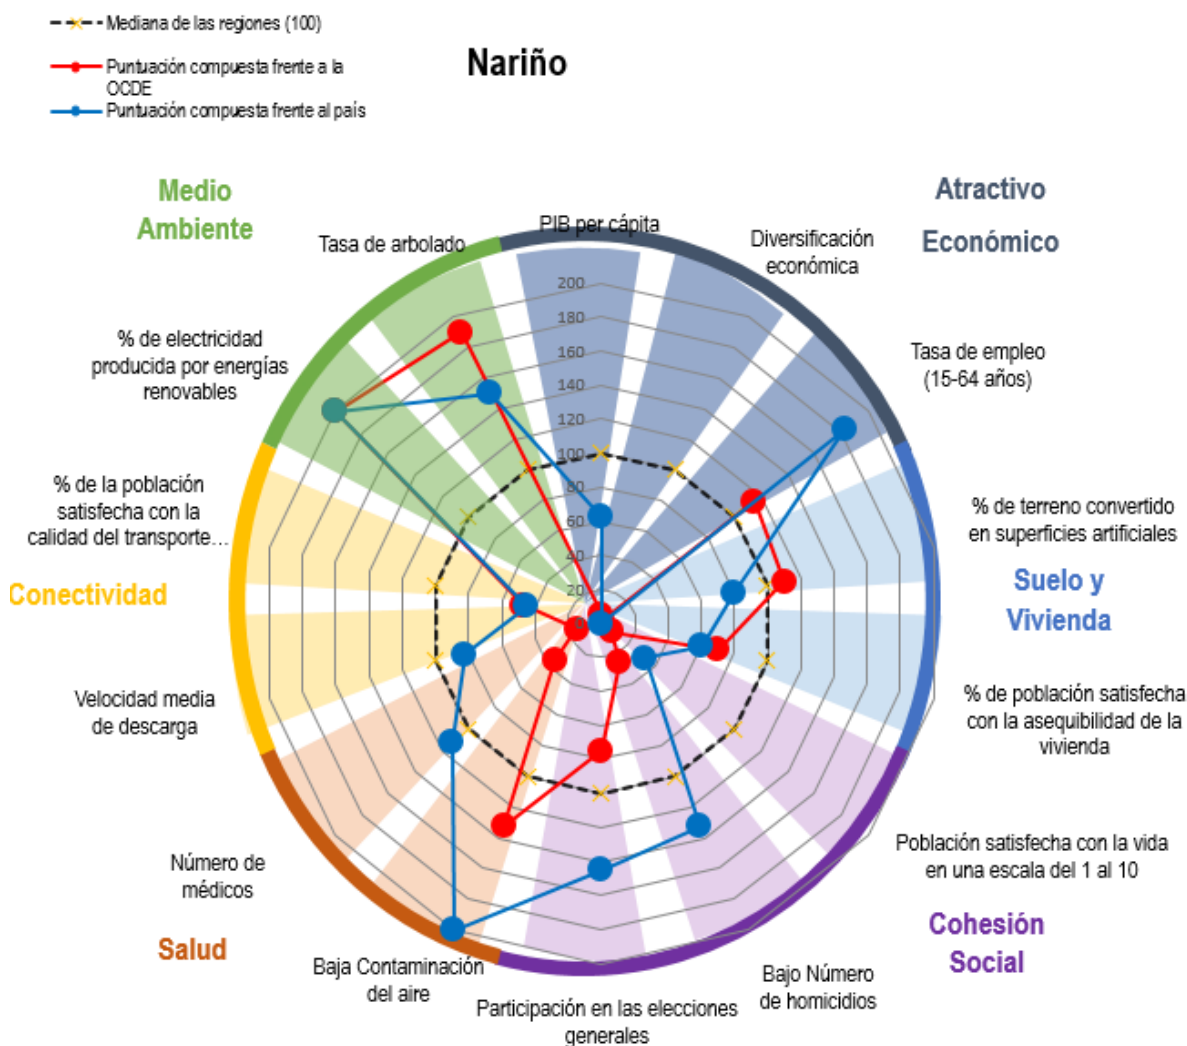 Mediana de las regiones (100)
Puntuación compuesta frente a la
OCDE
Puntuación compuesta frente al país
Nariño
Medio
Ambiente
Atractivo
Económico
PIB per cápita
Diversificación
económica
Tasa de arbolado
% de electricidad
producida por energías
renovables
Tasa de empleo
(15-64 años)
% de la población
satisfecha con la
calidad del transporte...
% de terreno convertido
en superficies artificiales
Conectividad
Suelo y
Vivienda
Velocidad media
de descarga
% de población satisfecha
con la asequibilidad de la
vivienda
Número de
médicos
Población satisfecha con la vida
en una escala del 1 al 10
Salud
Cohesión
Social
Baja Contaminación
del aire
Bajo Número
de homicidios
Participación en las elecciones
generales
200
180
160
140
120
100
80
60
40
20
0